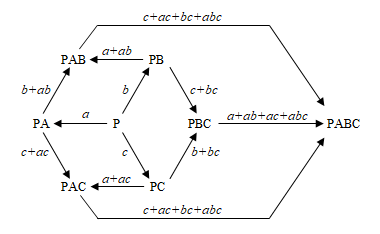 c+ac+bc+abc
PAB a+ab PB
b+ab b c+bc
PA a P PBC a+ab+ac+abc PABC
c+ac c b+bc
PAC a+ac PC
c+ac+bc+abc